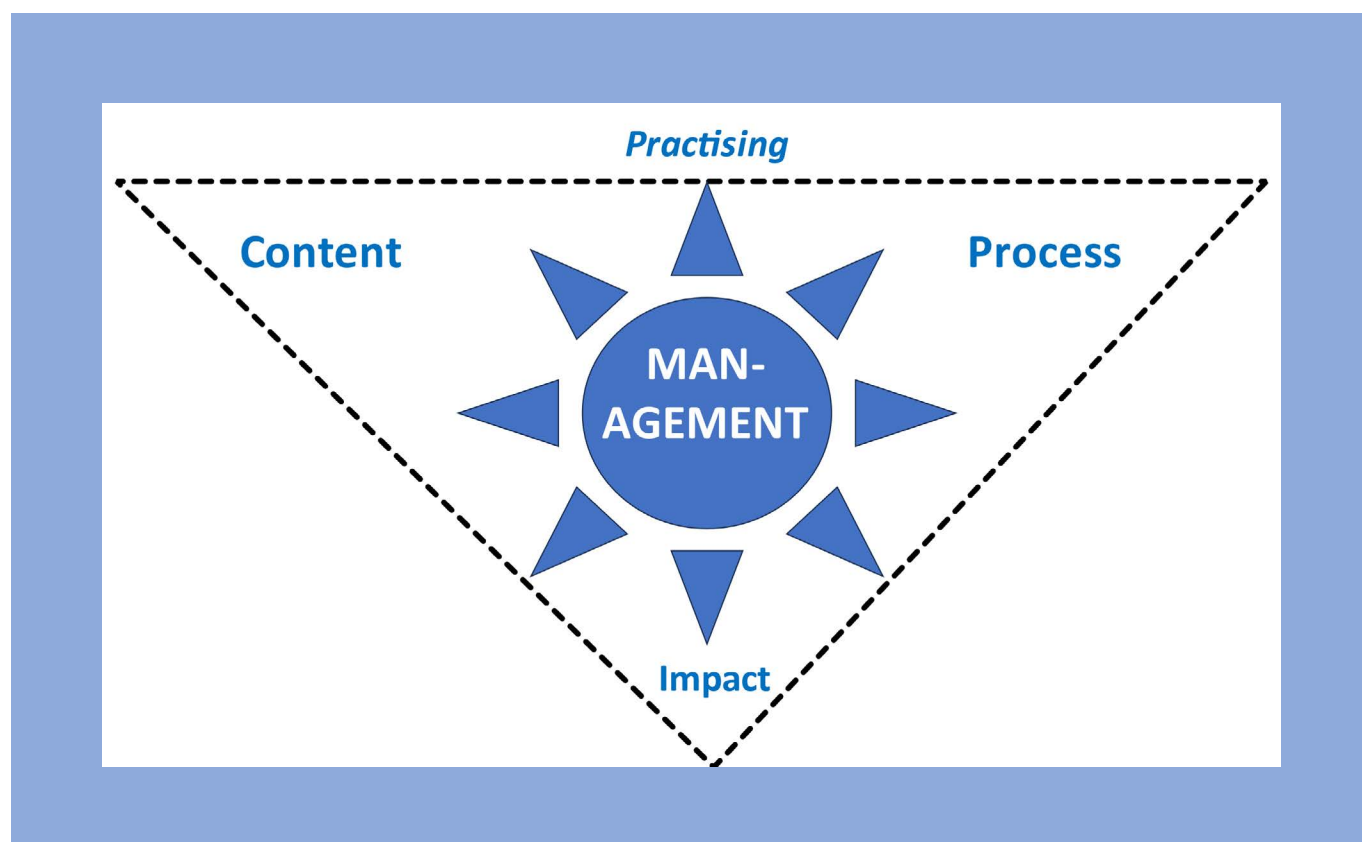 Practising
Content
Process
MAN-
AGEMENT
Impact